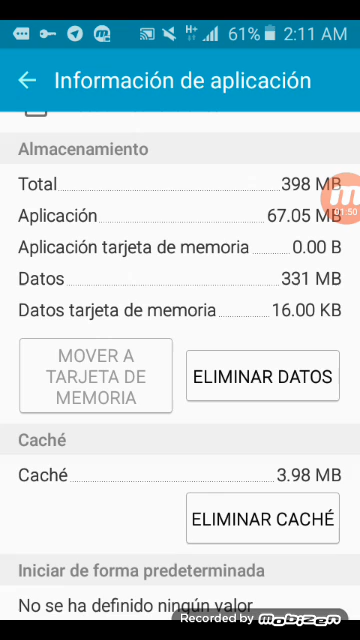 H+ 61% 2:11 AM
Información de aplicación
Almacenamiento
Total 398 MB
01:50
Aplicación 67.05 MB
Aplicación tarjeta de memoria 0.00 B
Datos 331 MB
Datos tarjeta de memoria 16.00 KB
MOVER A
TARJETA DE
MEMORIA
ELIMINAR DATOS
Caché
Caché 3.98 MB
ELIMINAR CACHÉ
Iniciar de forma predeterminada
No se ha definido ningún valor
Recorded by mobizen